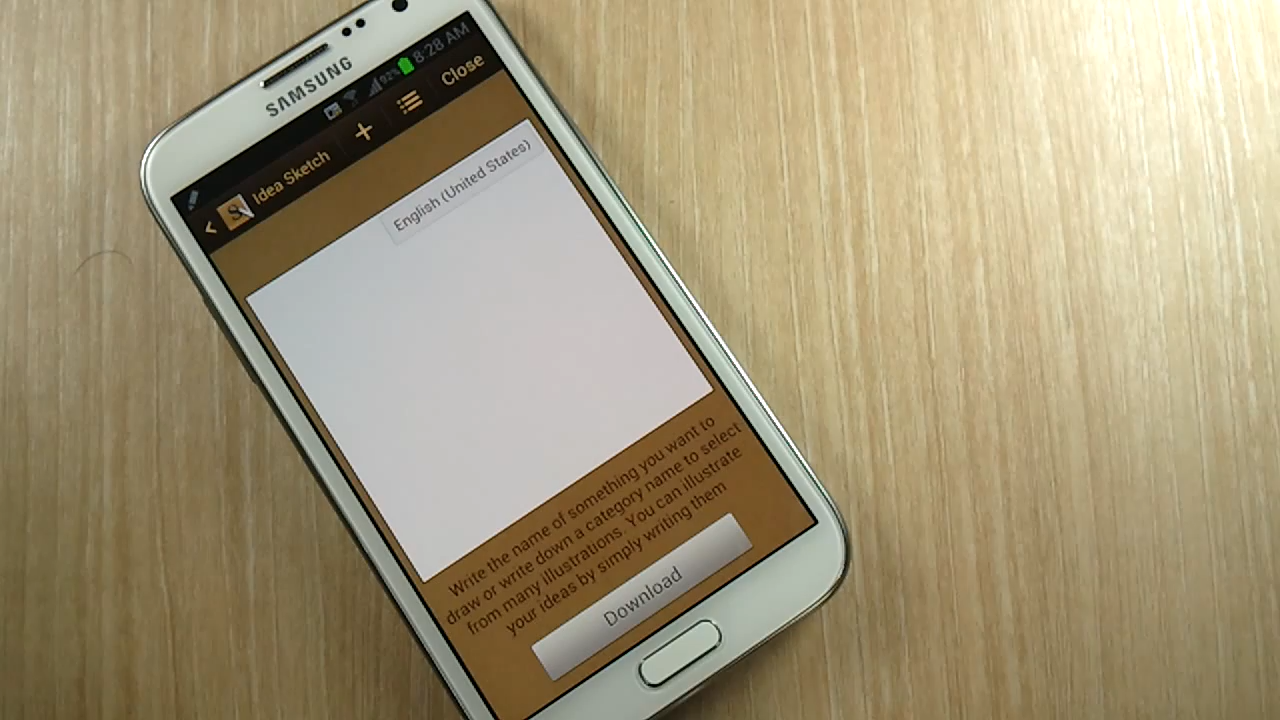 SAMSUNG
92% 8:28 AM
Idea Sketch
Close
English (United States)
Write the name of something you want to
draw or write down a category name to select
from many illustrations. You can illustrate
your ideas by simply writing them
Download